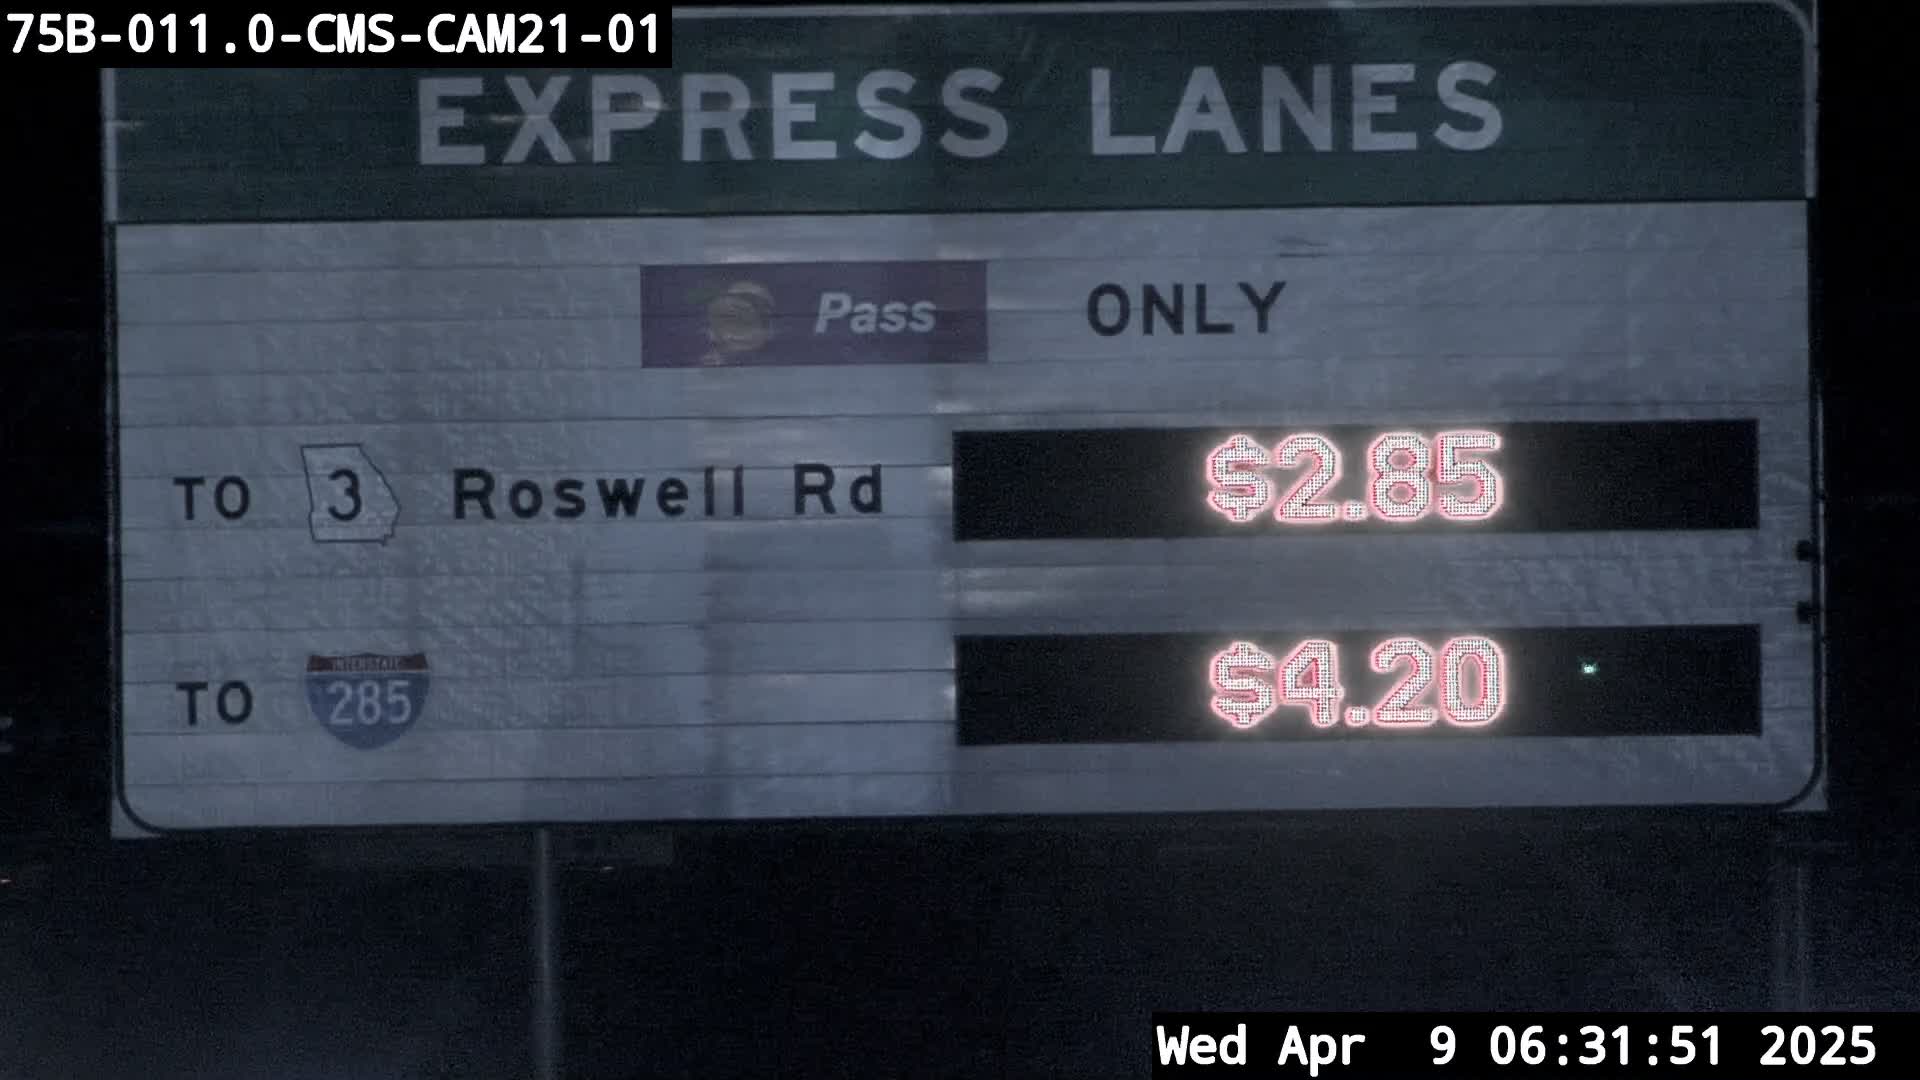 75B-011.0-CMS-CAM21-01
EXPRESS LANES
Pass ONLY
TO 3 Roswell Rd $2.85
INTERSTATE
TO 285 $4.20
Wed Apr 9 06:31:51 2025